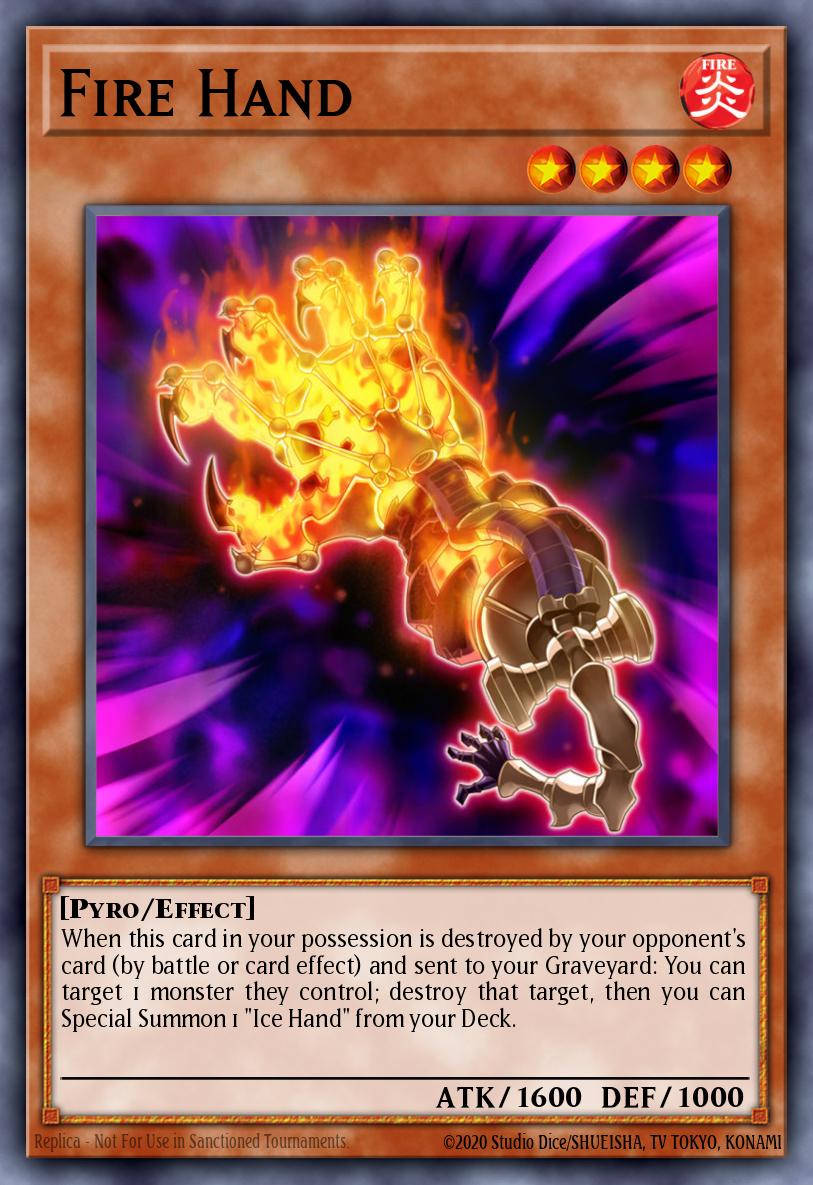 Fire Hand
FIRE
炎
[Pyro/Effect]
When this card in your possession is destroyed by your opponent's
card (by battle or card effect) and sent to your Graveyard: You can
target 1 monster they control; destroy that target, then you can
Special Summon 1 "Ice Hand" from your Deck.
ATK/1600 DEF/1000
Replica - Not For Use in Sanctioned Tournaments.
©2020 Studio Dice/SHUEISHA, TV TOKYO, KONAMI